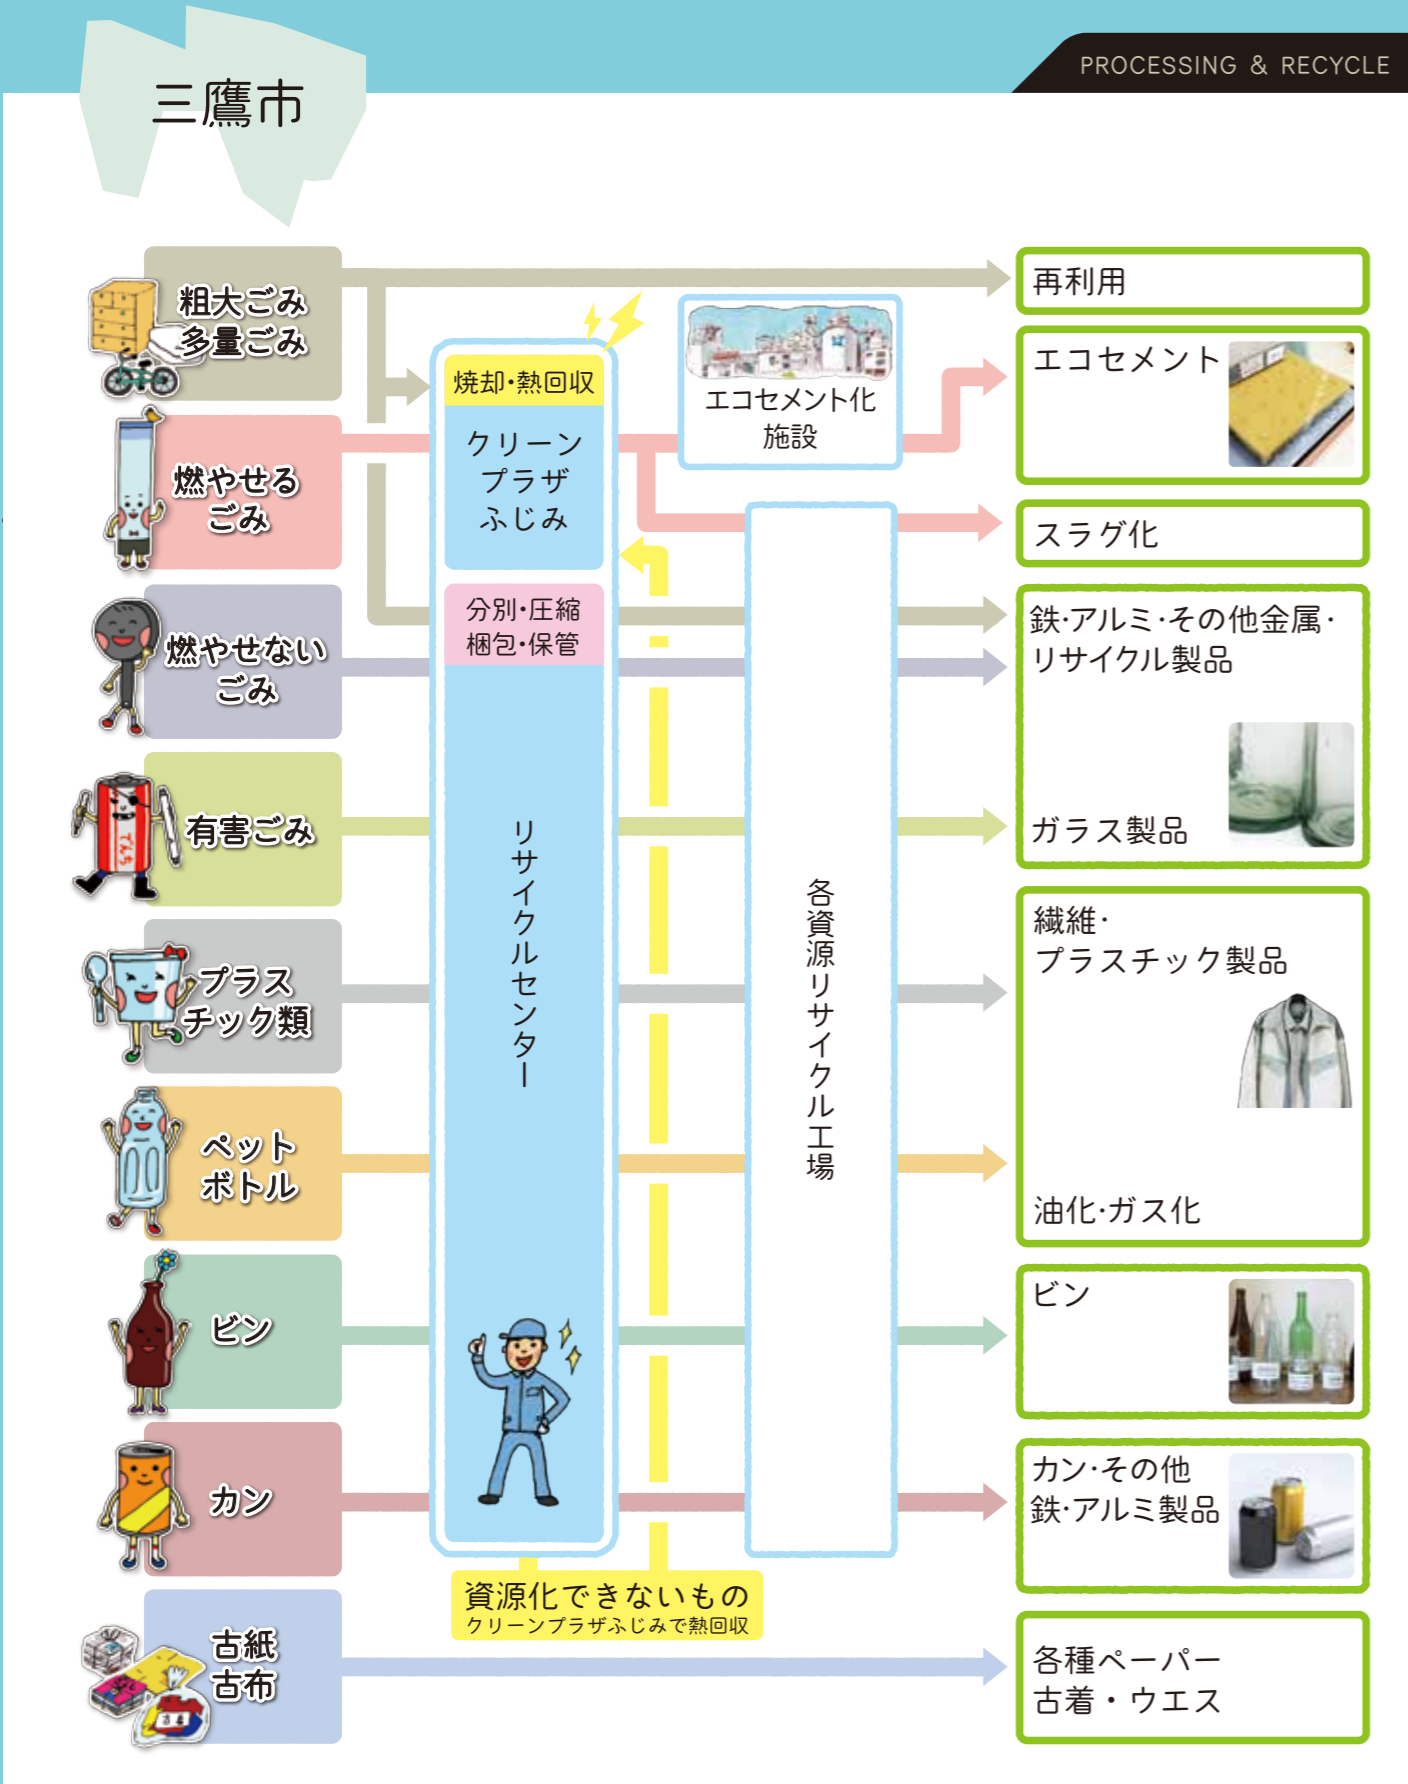 PROCESSING & RECYCLE
三鷹市
粗大ごみ
多量ごみ
燃やせる
ごみ
燃やせない
ごみ
有害ごみ
でんち
プラス
チック類
ペット
ボトル
ビン
カン
古紙
古布
焼却・熱回収
クリーン
プラザ
ふじみ
分別・圧縮
梱包・保管
リサイクルセンター
資源化できないもの
クリーンプラザふじみで熱回収
エコセメント化
施設
各資源リサイクル工場
再利用
エコセメント
スラグ化
鉄・アルミ・その他金属・
リサイクル製品
ガラス製品
繊維・
プラスチック製品
油化・ガス化
ビン
カン・その他
鉄・アルミ製品
各種ペーパー
古着・ウエス